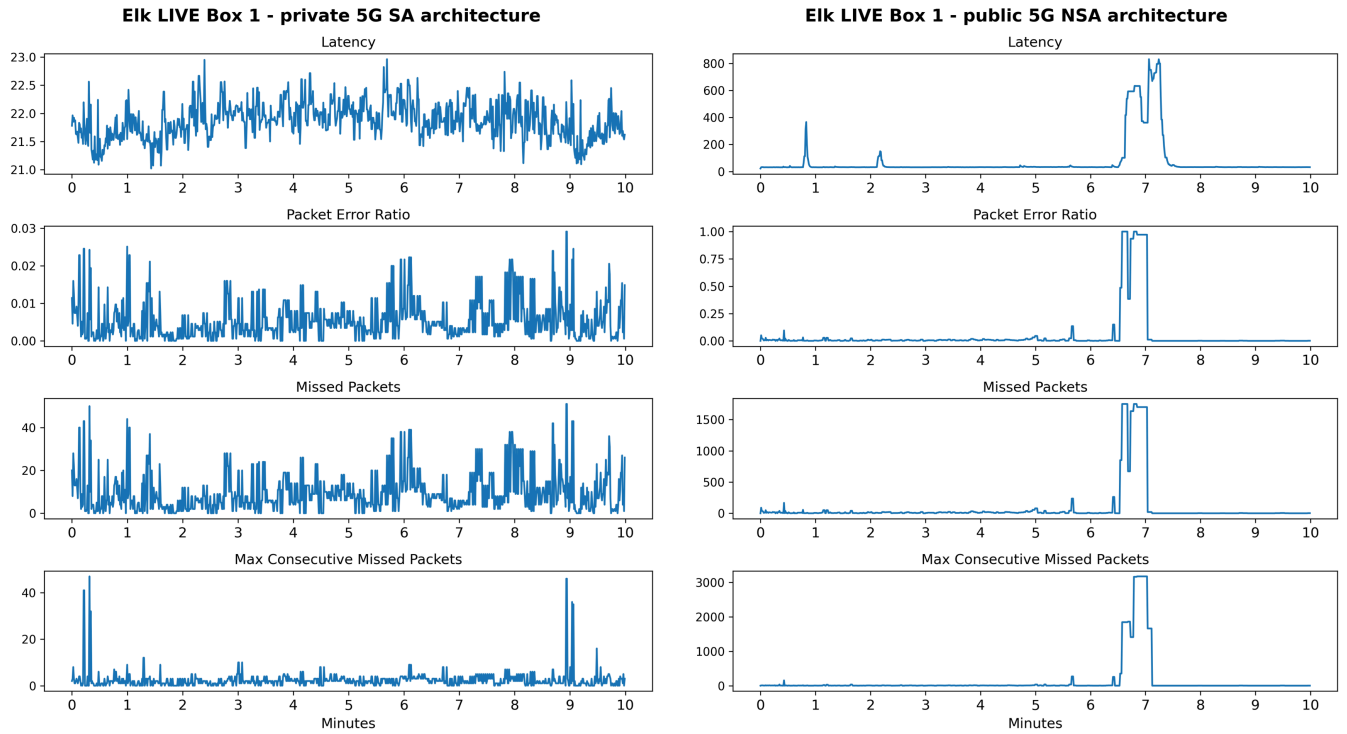 Elk LIVE Box 1 - private 5G SA architecture
Latency
23.0
22.5
22.0
21.5
21.0
0 1 2 3 4 5 6 7 8 9 10
Packet Error Ratio
0.03
0.02
0.01
0.00
0 1 2 3 4 5 6 7 8 9 10
Missed Packets
40
20
0
0 1 2 3 4 5 6 7 8 9 10
Max Consecutive Missed Packets
40
20
0
0 1 2 3 4 5 6 7 8 9 10
Minutes
Elk LIVE Box 1 - public 5G NSA architecture
Latency
800
600
400
200
0
0 1 2 3 4 5 6 7 8 9 10
Packet Error Ratio
1.00
0.75
0.50
0.25
0.00
0 1 2 3 4 5 6 7 8 9 10
Missed Packets
1500
1000
500
0
0 1 2 3 4 5 6 7 8 9 10
Max Consecutive Missed Packets
3000
2000
1000
0
0 1 2 3 4 5 6 7 8 9 10
Minutes